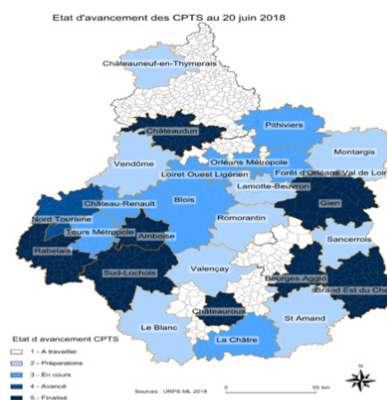 Etat d'avancement des CPTS au 20 juin 2018
Châteauneuf-en-Thymerais
Châteaudun
Pithiviers
Montargis
Orléans Métropole
Vendôme
Loiret Ouest Ligérien
Forêt d'Orléans Val de Loir
Lamotte-Beuvron
Château-Renault
Blois
Gien
Nord Touraine
Romorantin
Tours Métropole
Amboise
Rabelais
Sancerrois
Sud-Lochois
Valençay
Bourges Agglo
Grand Est du Che
Châteauroux
St Amand
Le Blanc
La Châtre
Etat d avancement CPTS
1 - A travailler
2 - Préparatoire
3 - En cours
4 - Avancé
5 - Finalisé
Sources : URPS-ML 2018
0 50 km
N